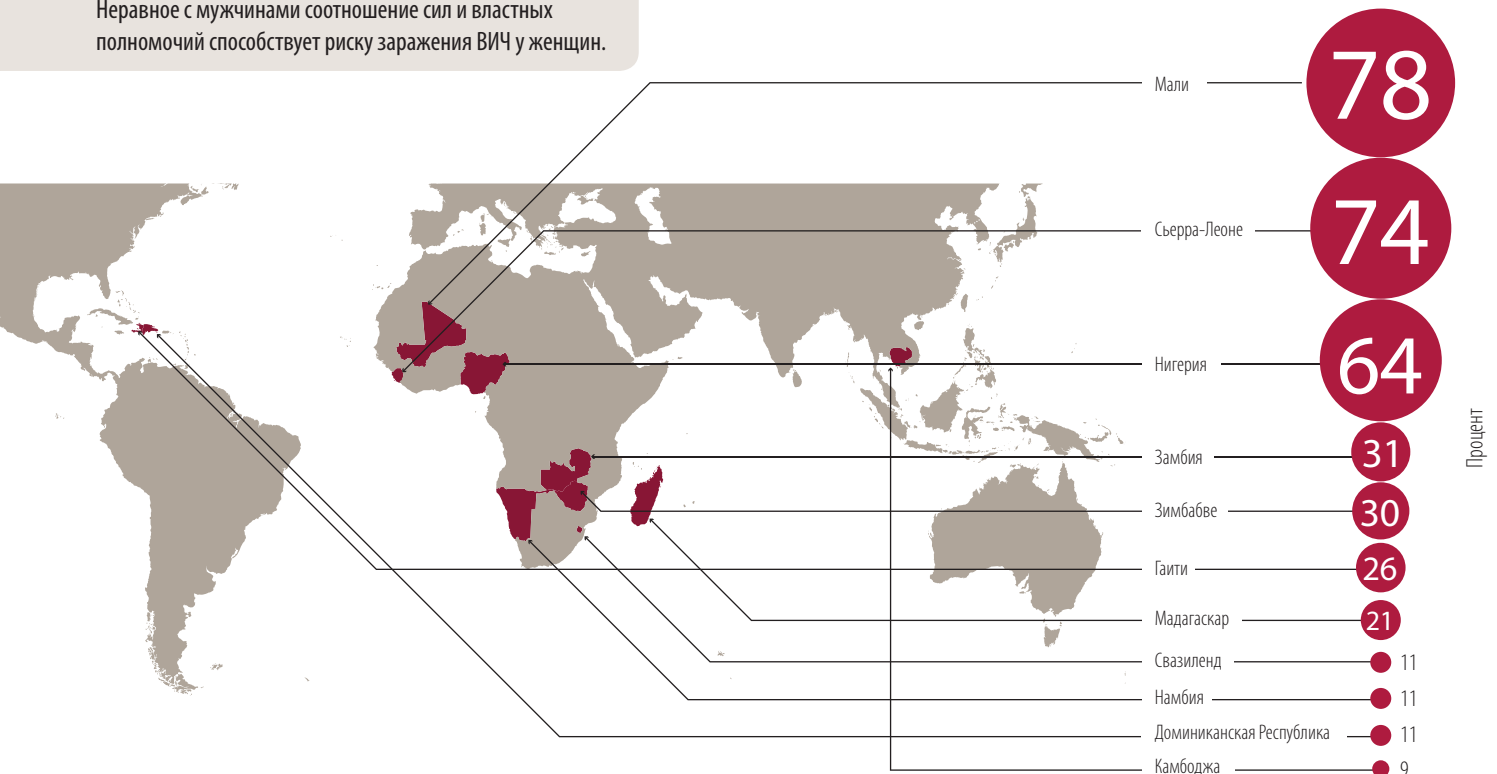 Неравное с мужчинами соотношение сил и властных
полномочий способствует риску заражения ВИЧ у женщин.
Мали 78
Сьерра-Леоне 74
Нигерия 64
Замбия 31
Зимбабве 30
Гаити 26
Мадагаскар 21
Свазиленд 11
Намбия 11
Доминиканская Республика 11
Камбоджа 9
Процент